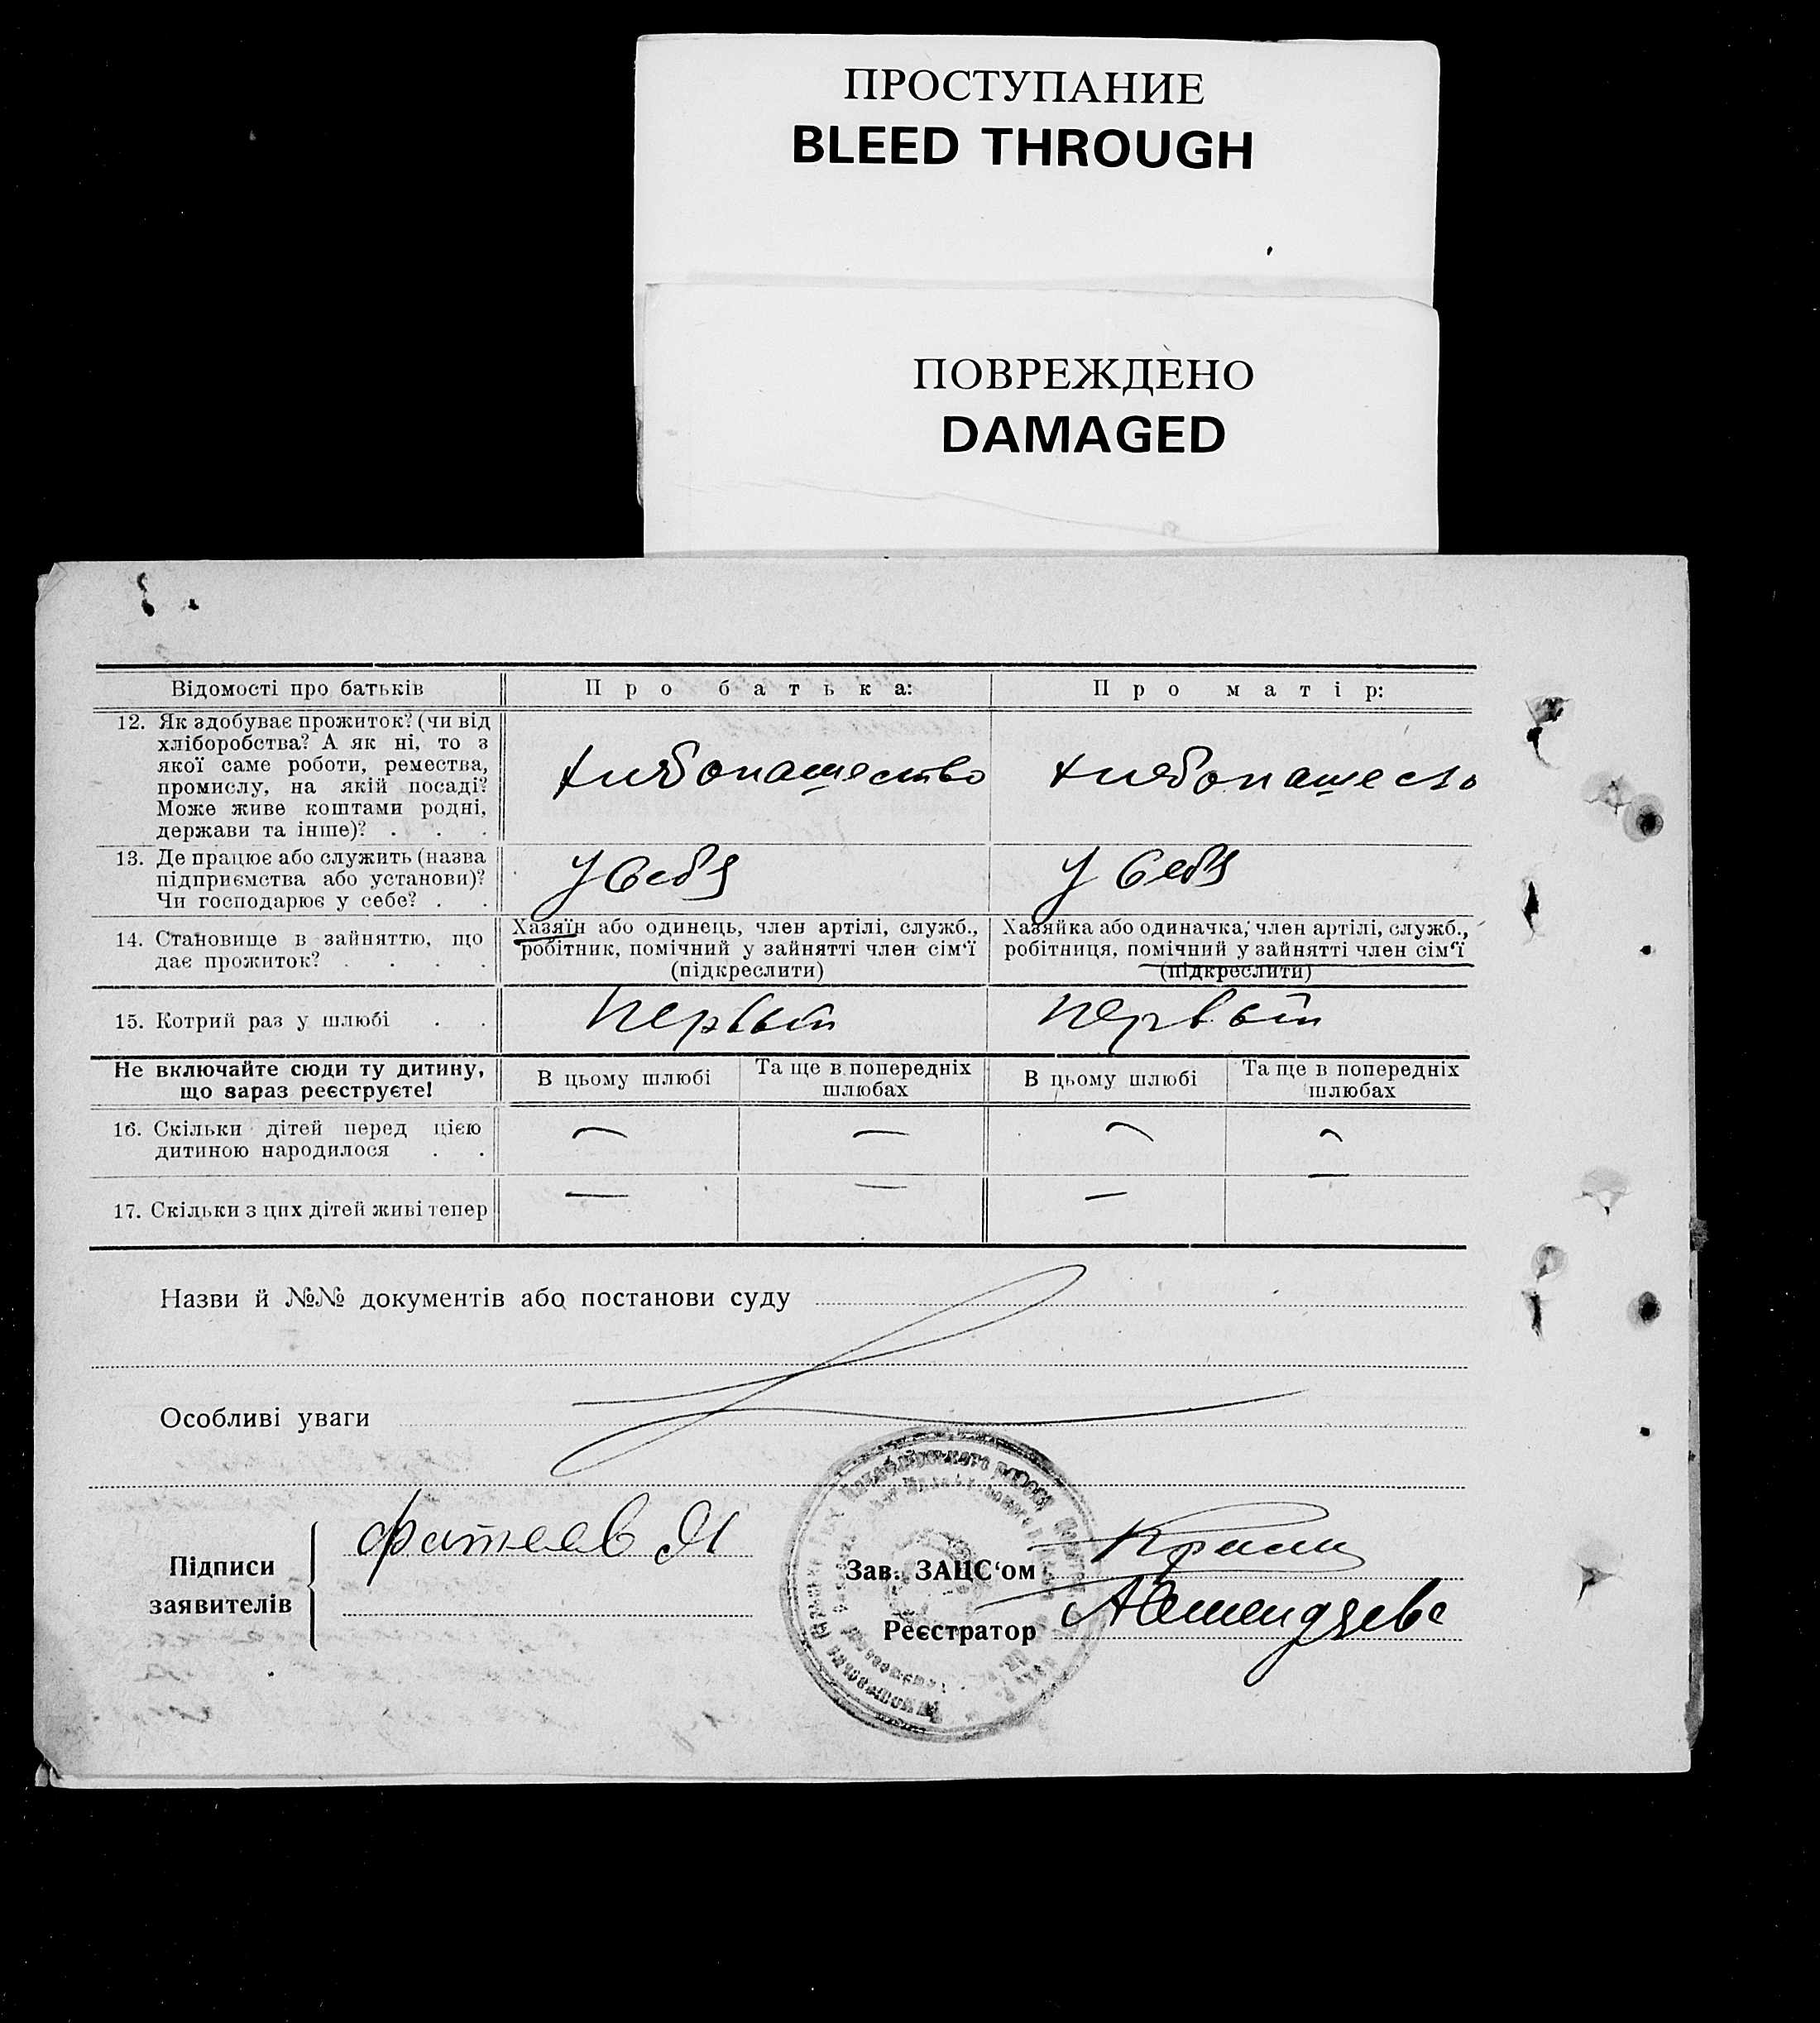 ПРОСТУПАНИЕ
BLEED THROUGH
ПОВРЕЖДЕНО
DAMAGED
Відомості про батьків
Про батька:
Про матір:
12. Як здобуває прожиток? (чи від
хліборобства? А як ні, то з
якої саме роботи, ремества,
промислу, на якій посаді?
Може живе коштами родні,
держави та інше)? . . .
хлебопашество
хлебопашество
13. Де працює або служить (назва
підприємства або установи)?
Чи господарює у себе? . .
у себя
у себя
14. Становище в зайняттю, що
дає прожиток? . . . .
Хазяїн або одинець, член артілі, служб.,
робітник, помічний у зайнятті член сім'ї
(підкреслити)
Хазяйка або одиначка, член артілі, служб.,
робітниця, помічний у зайнятті член сім'ї
(підкреслити)
15. Котрий раз у шлюбі . .
первый
первый
Не включайте сюди ту дитину,
що зараз реєструєте!
В цьому шлюбі
Та ще в попередніх
шлюбах
В цьому шлюбі
Та ще в попередніх
шлюбах
16. Скільки дітей перед цією
дитиною народилося . .
— — — —
17. Скільки з цих дітей живі тепер
— — — —
Назви й №№ документів або постанови суду
Особливі уваги
Підписи
заявителів
Фатеев И
Зав. ЗАЦС'ом
Реєстратор